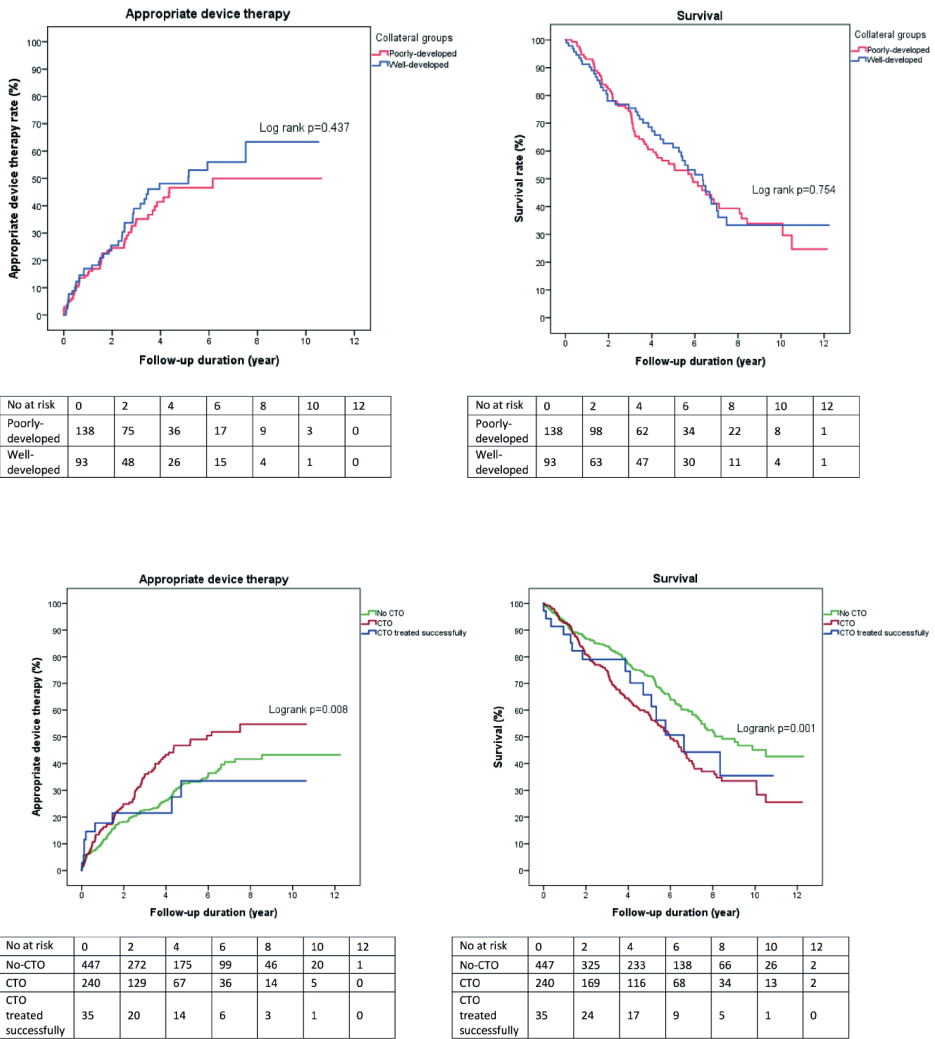 Appropriate device therapy
Collateral groups
Poorly-developed
Well-developed
Log rank p=0.437
Appropriate device therapy rate (%)
100
90
80
70
60
50
40
30
20
10
0
0 2 4 6 8 10 12
Follow-up duration (year)
No at risk 0 2 4 6 8 10 12
Poorly-
developed 138 75 36 17 9 3 0
Well-
developed 93 48 26 15 4 1 0
Survival
Collateral groups
Poorly-developed
Well-developed
Log rank p=0.754
Survival rate (%)
100
90
80
70
60
50
40
30
20
10
0
0 2 4 6 8 10 12
Follow-up duration (year)
No at risk 0 2 4 6 8 10 12
Poorly-
developed 138 98 62 34 22 8 1
Well-
developed 93 63 47 30 11 4 1
Appropriate device therapy
No CTO
CTO
CTO treated successfully
Logrank p=0.008
Appropriate device therapy (%)
100
90
80
70
60
50
40
30
20
10
0
0 2 4 6 8 10 12
Follow-up duration (year)
No at risk 0 2 4 6 8 10 12
No-CTO 447 272 175 99 46 20 1
CTO 240 129 67 36 14 5 0
CTO
treated
successfully 35 20 14 6 3 1 0
Survival
No CTO
CTO
CTO treated successfully
Logrank p=0.001
Survival (%)
100
90
80
70
60
50
40
30
20
10
0
0 2 4 6 8 10 12
Follow-up duration (year)
No at risk 0 2 4 6 8 10 12
No-CTO 447 325 233 138 66 26 2
CTO 240 169 116 68 34 13 2
CTO
treated
successfully 35 24 17 9 5 1 0